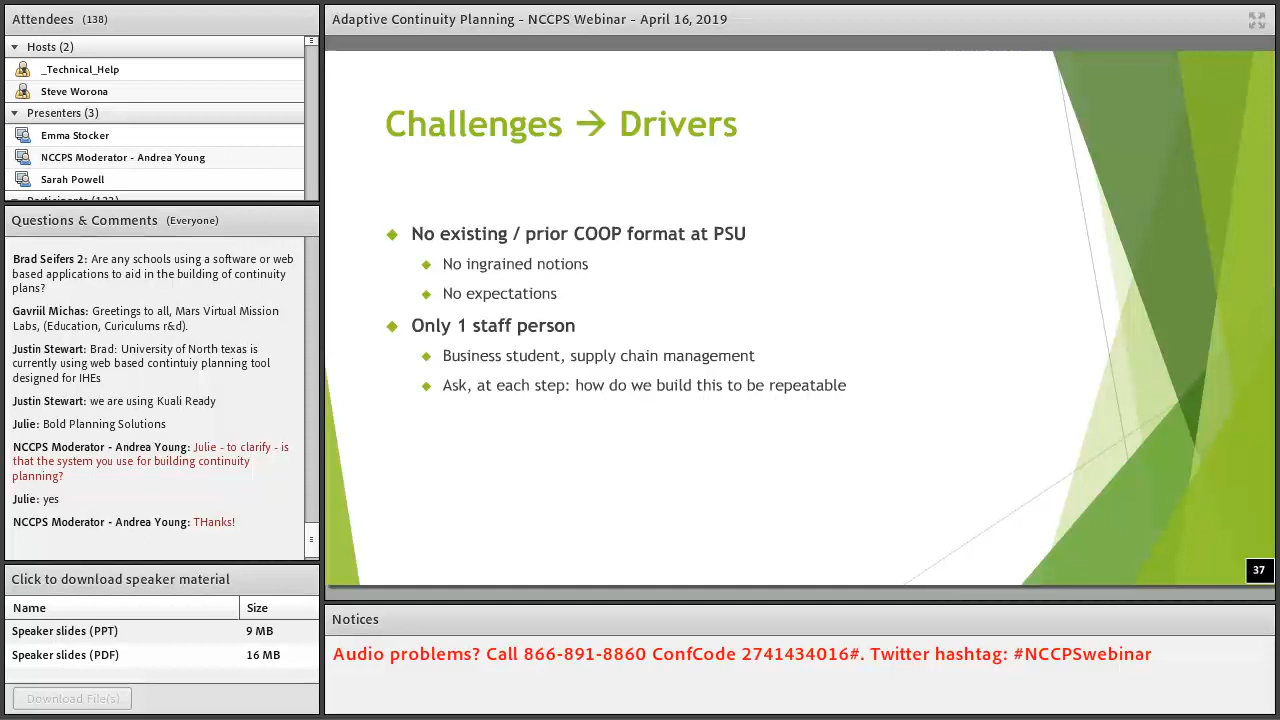 Attendees (138)
Hosts (2)
_Technical_Help
Steve Worona
Presenters (3)
Emma Stocker
NCCPS Moderator - Andrea Young
Sarah Powell
Questions & Comments (Everyone)
Brad Seifers 2: Are any schools using a software or web
based applications to aid in the building of continuity
plans?
Gavriil Michas: Greetings to all, Mars Virtual Mission
Labs, (Education, Curiculums r&d).
Justin Stewart: Brad: University of North texas is
currently using web based contintuiy planning tool
designed for IHEs
Justin Stewart: we are using Kuali Ready
Julie: Bold Planning Solutions
NCCPS Moderator - Andrea Young: Julie - to clarify - is
that the system you use for building continuity
planning?
Julie: yes
NCCPS Moderator - Andrea Young: THanks!
Click to download speaker material
Name Size
Speaker slides (PPT) 9 MB
Speaker slides (PDF) 16 MB
Download File(s)
Adaptive Continuity Planning - NCCPS Webinar - April 16, 2019
Challenges → Drivers
No existing / prior COOP format at PSU
No ingrained notions
No expectations
Only 1 staff person
Business student, supply chain management
Ask, at each step: how do we build this to be repeatable
37
Notices
Audio problems? Call 866-891-8860 ConfCode 2741434016#. Twitter hashtag: #NCCPSwebinar